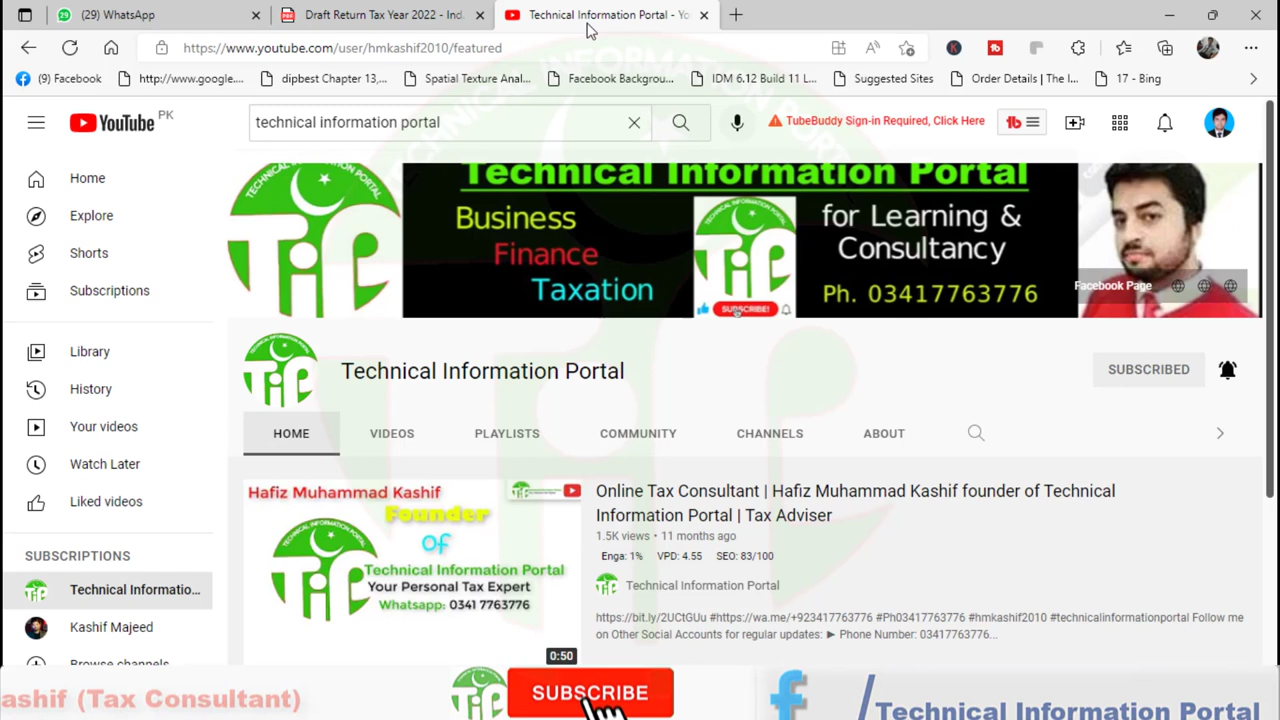 (29) WhatsApp
Draft Return Tax Year 2022 - Ind
Technical Information Portal - Yo
https://www.youtube.com/user/hmkashif2010/featured
(9) Facebook
http://www.google....
dipbest Chapter 13,...
Spatial Texture Anal...
Facebook Backgrou...
IDM 6.12 Build 11 L...
Suggested Sites
Order Details | The I...
17 - Bing
YouTube PK
technical information portal
TubeBuddy Sign-in Required, Click Here
Technical Information Portal
Business
Finance
Taxation
for Learning &
Consultancy
Ph. 03417763776
TECHNICAL INFORMATION PORTAL
TiP
SUBSCRIBE!
Facebook Page
Home
Explore
Shorts
Subscriptions
Library
History
Your videos
Watch Later
Liked videos
SUBSCRIPTIONS
Technical Informatio...
Kashif Majeed
Browse channels
Technical Information Portal
SUBSCRIBED
HOME
VIDEOS
PLAYLISTS
COMMUNITY
CHANNELS
ABOUT
Hafiz Muhammad Kashif
Founder
Of
Technical Information Portal
Your Personal Tax Expert
Whatsapp: 0341 7763776
0:50
Online Tax Consultant | Hafiz Muhammad Kashif founder of Technical
Information Portal | Tax Adviser
1.5K views • 11 months ago
Enga: 1% VPD: 4.55 SEO: 83/100
Technical Information Portal
https://bit.ly/2UCtGUu #https://wa.me/+923417763776 #Ph03417763776 #hmkashif2010 #technicalinformationportal Follow me
on Other Social Accounts for regular updates: ► Phone Number: 03417763776...
ashif (Tax Consultant)
SUBSCRIBE
/Technical Information Portal